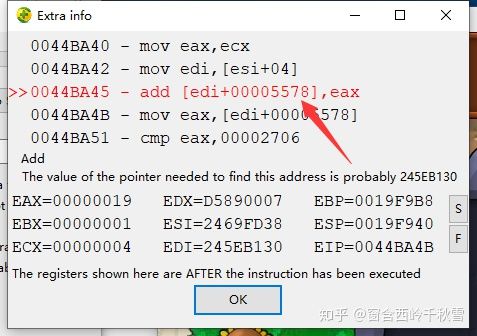 Extra info
0044BA40 - mov eax,ecx
0044BA42 - mov edi,[esi+04]
>>0044BA45 - add [edi+00005578],eax
0044BA4B - mov eax,[edi+00005578]
0044BA51 - cmp eax,00002706
Add
The value of the pointer needed to find this address is probably 245EB130
EAX=00000019 EDX=D5890007 EBP=0019F9B8
EBX=00000001 ESI=2469FD38 ESP=0019F940
ECX=00000004 EDI=245EB130 EIP=0044BA4B
S
F
The registers shown here are AFTER the instruction has been executed
OK
知乎 @窗含西岭千秋雪